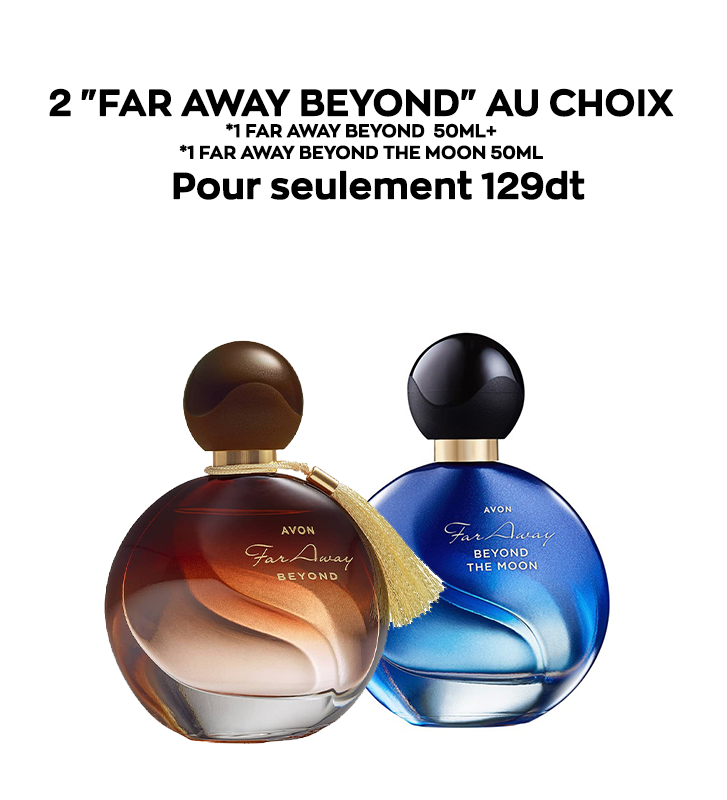 2 "FAR AWAY BEYOND" AU CHOIX
*1 FAR AWAY BEYOND 50ML+
*1 FAR AWAY BEYOND THE MOON 50ML
Pour seulement 129dt
AVON
Far Away
BEYOND
AVON
Far Away
BEYOND
THE MOON